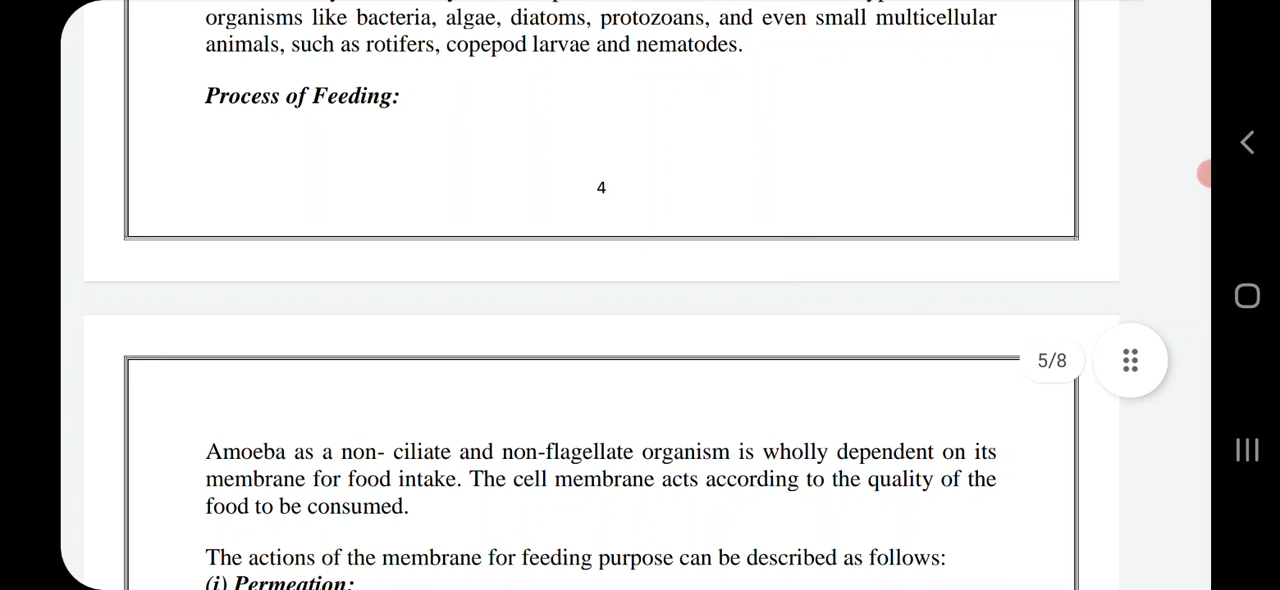 organisms like bacteria, algae, diatoms, protozoans, and even small multicellular
animals, such as rotifers, copepod larvae and nematodes.
Process of Feeding:
4
5/8
Amoeba as a non- ciliate and non-flagellate organism is wholly dependent on its
membrane for food intake. The cell membrane acts according to the quality of the
food to be consumed.
The actions of the membrane for feeding purpose can be described as follows:
(i) Permeation: